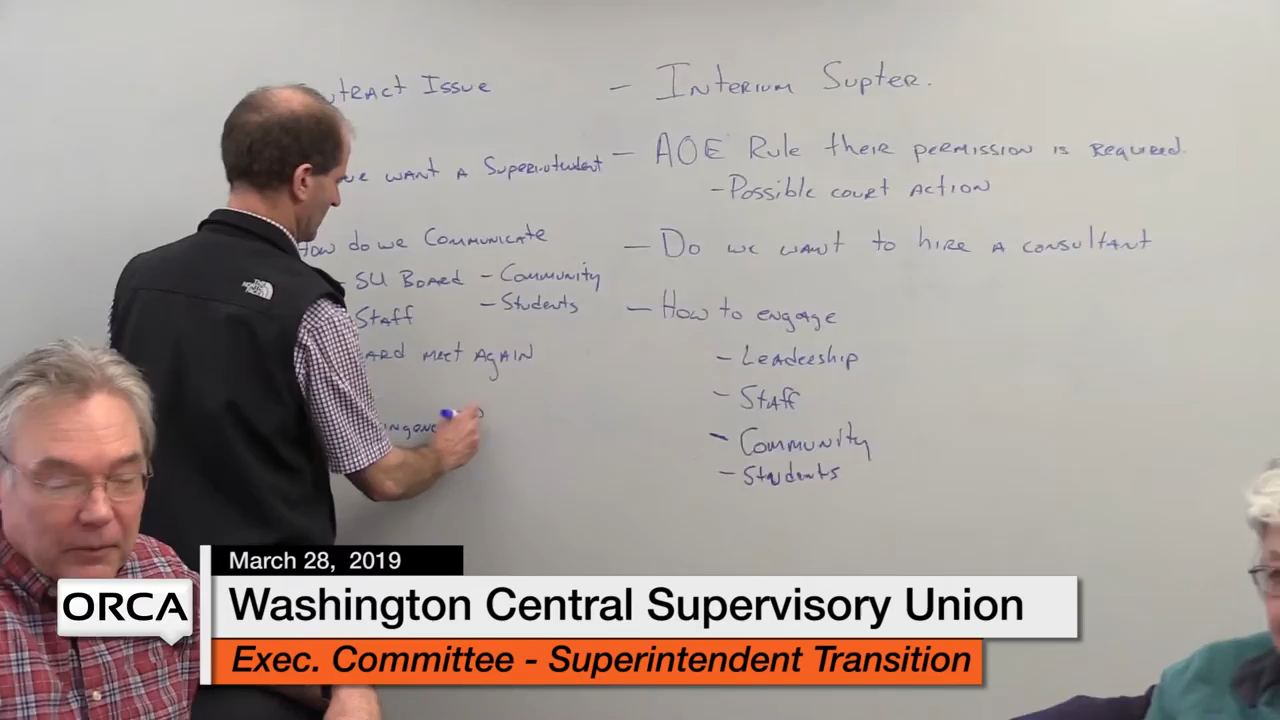 Issue
we want a Superintendent
How do we Communicate
- SU Board - Community
Staff - Students
meet again
- Interium Supter.
- AOE Rule their permission is required.
- Possible court action
- Do we want to hire a consultant
- How to engage
- Leadership
- Staff
- Community
- Students
THE NORTH FACE
March 28, 2019
ORCA
Washington Central Supervisory Union
Exec. Committee - Superintendent Transition